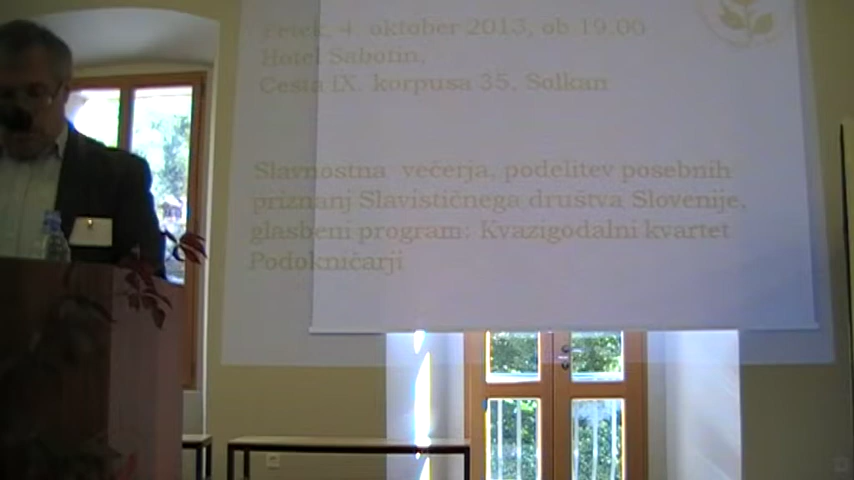 Petek, 4. oktober 2013, ob 19.00
Hotel Sabotin,
Cesta IX. korpusa 35, Solkan
Slavnostna večerja, podelitev posebnih
priznanj Slavističnega društva Slovenije,
glasbeni program: Kvazigodalni kvartet
Podokničarji